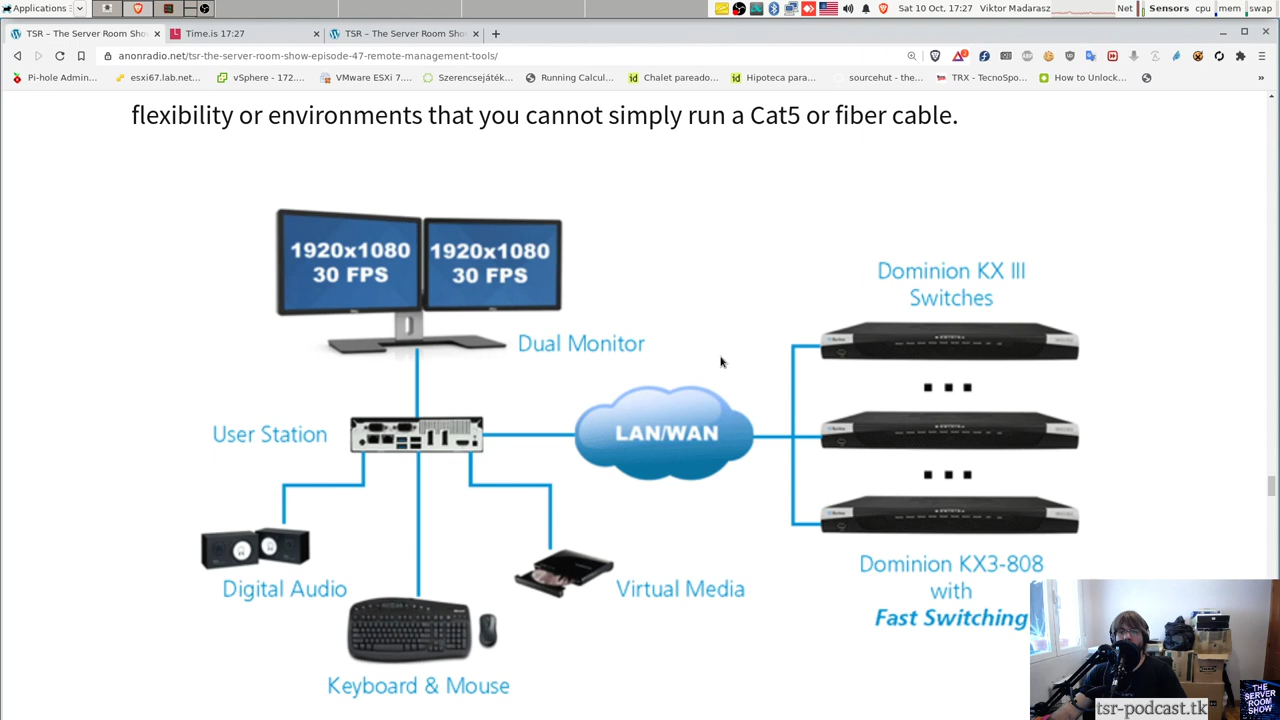 Applications
Sat 10 Oct, 17:27
Viktor Madarasz
Net
Sensors cpu mem swap
TSR – The Server Room Sho
Time.is 17:27
TSR – The Server Room Sho
anonradio.net/tsr-the-server-room-show-episode-47-remote-management-tools/
Pi-hole Admin...
esxi67.lab.net...
vSphere - 172....
VMware ESXi 7....
Szerencsejáték...
Running Calcul...
Chalet paread...
Hipoteca para...
sourcehut - the...
TRX - TecnoSpo...
How to Unlock...
flexibility or environments that you cannot simply run a Cat5 or fiber cable.
1920x1080
30 FPS
1920x1080
30 FPS
Dual Monitor
User Station
LAN/WAN
Dominion KX III
Switches
Digital Audio
Virtual Media
Keyboard & Mouse
Dominion KX3-808
with
Fast Switching
tsr-podcast.tk
THE
SERVER
ROOM
SHOW